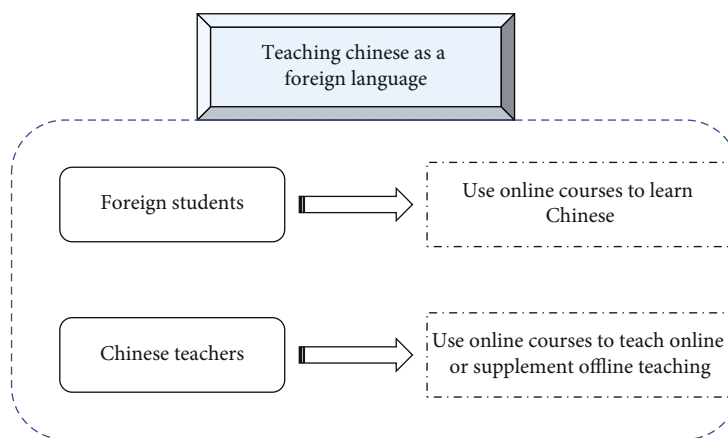 Teaching chinese as a
foreign language
Foreign students
Use online courses to learn
Chinese
Chinese teachers
Use online courses to teach online
or supplement offline teaching